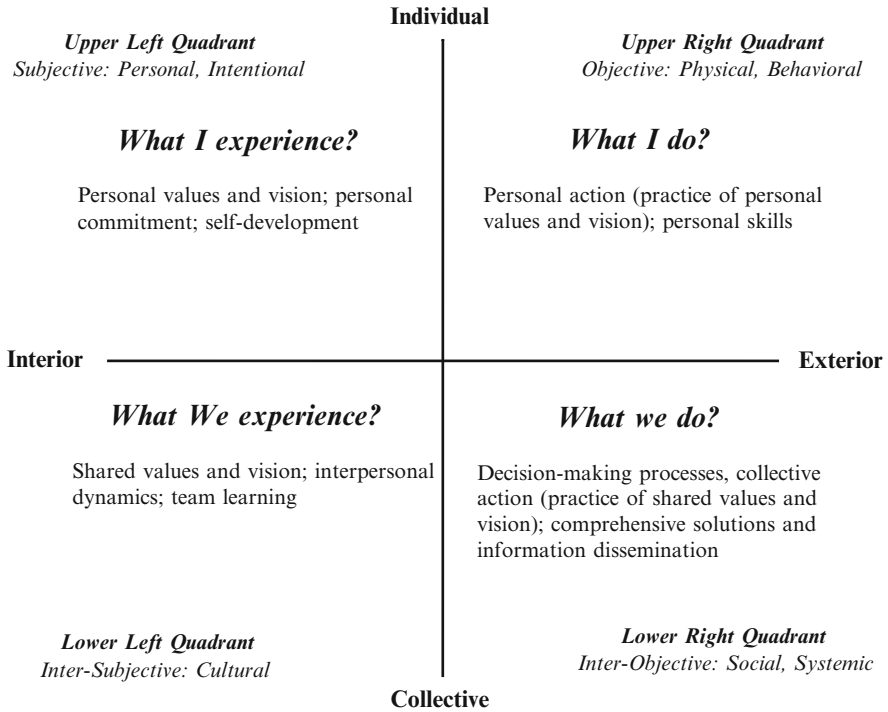 Individual
Upper Left Quadrant
Subjective: Personal, Intentional
Upper Right Quadrant
Objective: Physical, Behavioral
What I experience?
Personal values and vision; personal
commitment; self-development
What I do?
Personal action (practice of personal
values and vision); personal skills
Interior
Exterior
What We experience?
Shared values and vision; interpersonal
dynamics; team learning
What we do?
Decision-making processes, collective
action (practice of shared values and
vision); comprehensive solutions and
information dissemination
Lower Left Quadrant
Inter-Subjective: Cultural
Lower Right Quadrant
Inter-Objective: Social, Systemic
Collective